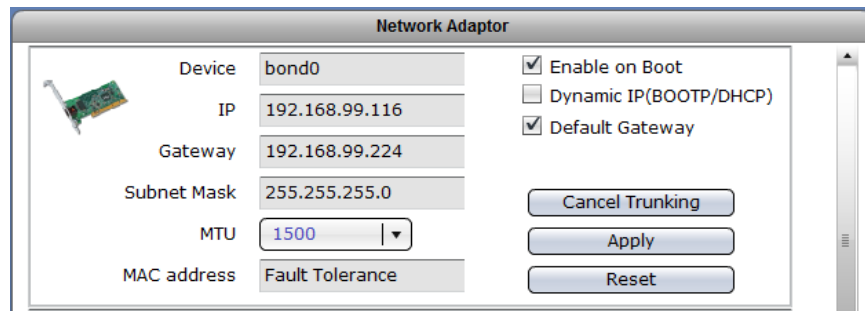 Network Adaptor
Device bond0
IP 192.168.99.116
Gateway 192.168.99.224
Subnet Mask 255.255.255.0
MTU 1500
MAC address Fault Tolerance
Enable on Boot
Dynamic IP(BOOTP/DHCP)
Default Gateway
Cancel Trunking
Apply
Reset